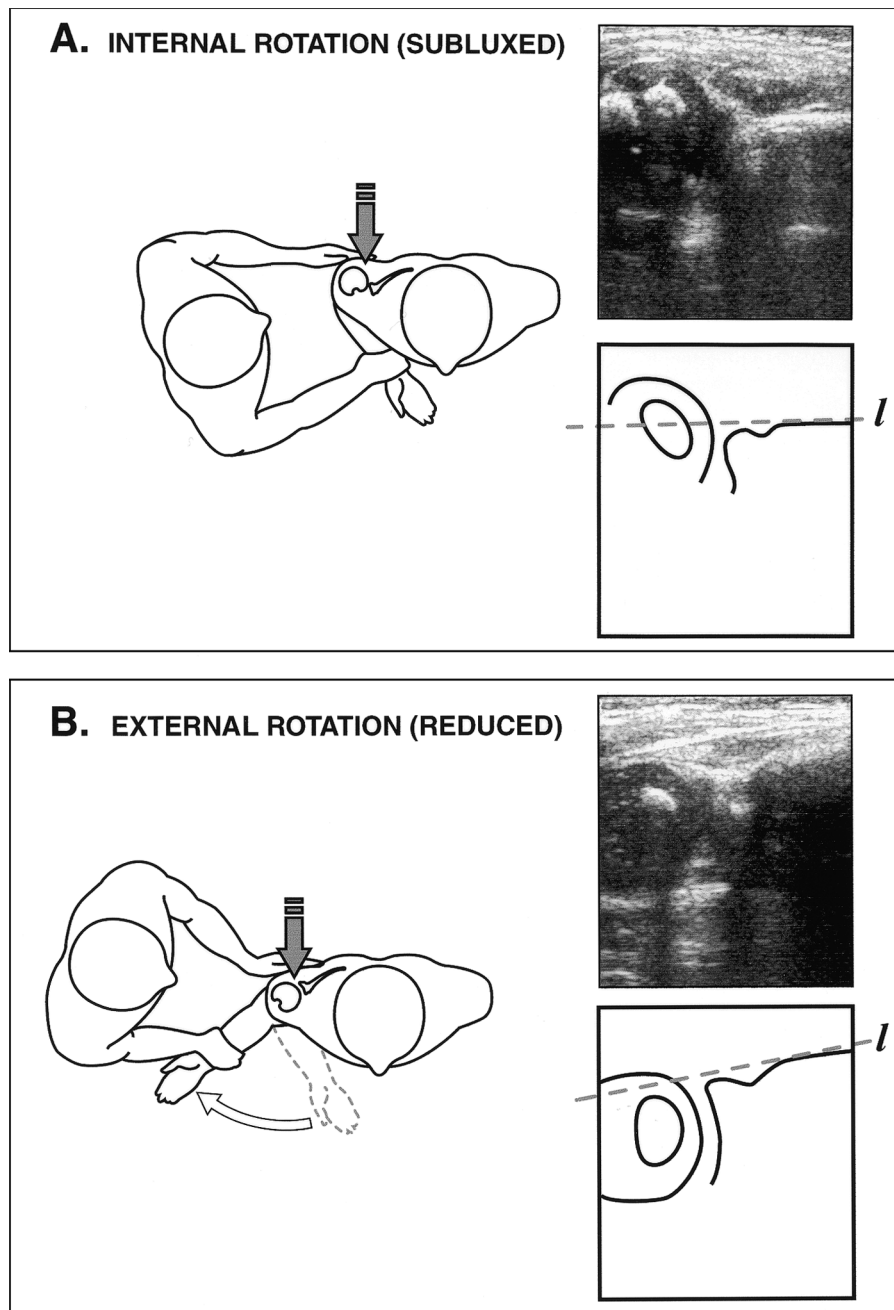 A. INTERNAL ROTATION (SUBLUXED)
l
B. EXTERNAL ROTATION (REDUCED)
l